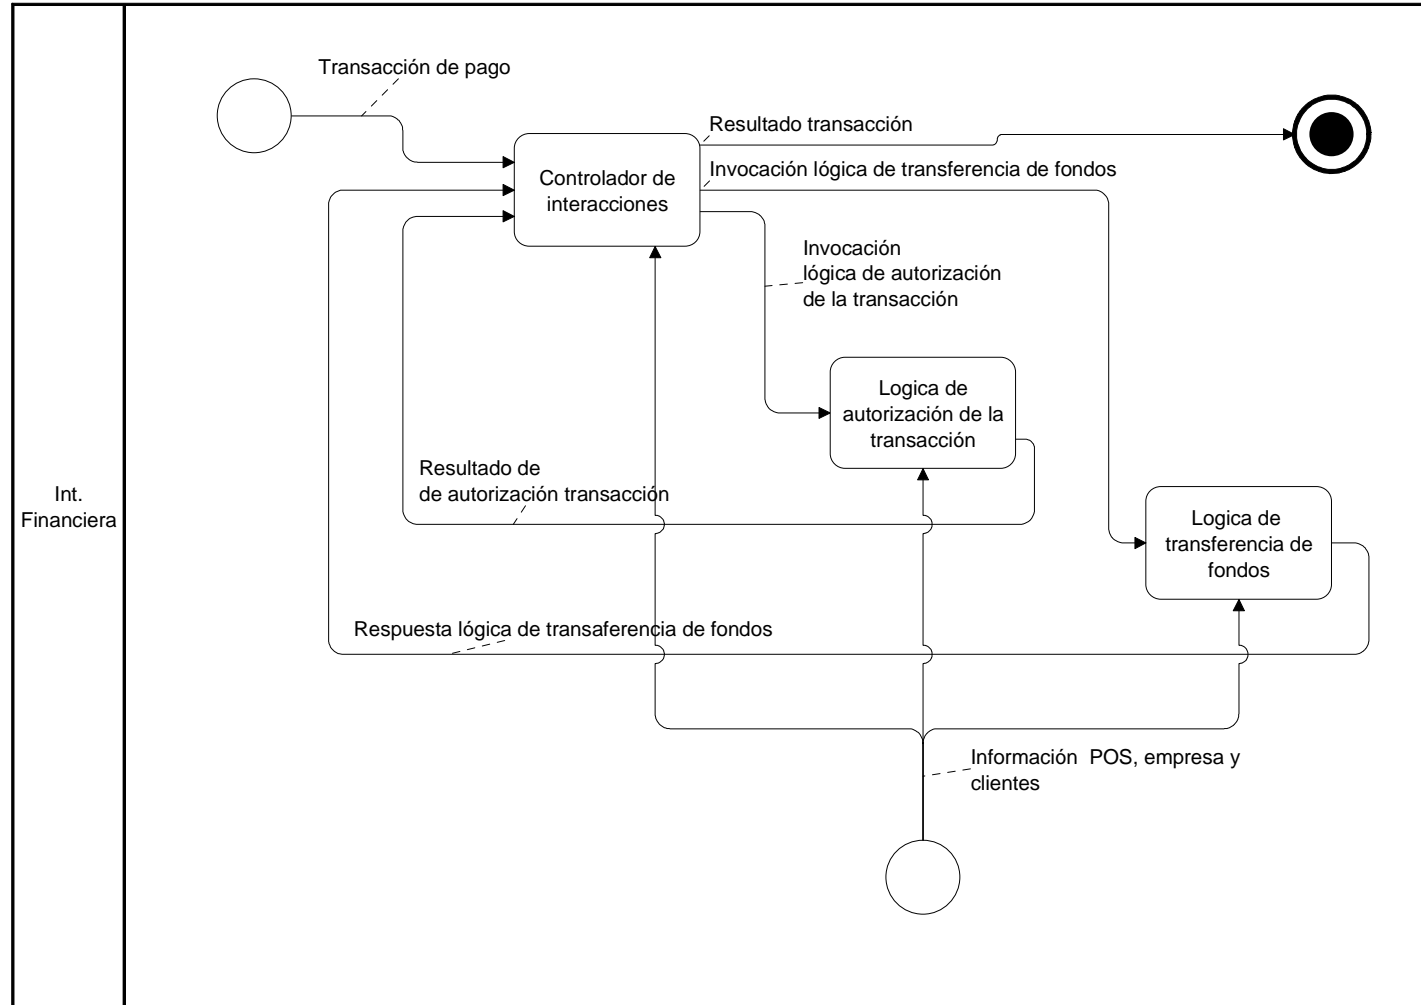 Transacción de pago
Resultado transacción
Invocación lógica de transferencia de fondos
Controlador de
interacciones
Invocación
lógica de autorización
de la transacción
Logica de
autorización de la
transacción
Resultado de
de autorización transacción
Int.
Financiera
Logica de
transferencia de
fondos
Respuesta lógica de transaferencia de fondos
Información  POS, empresa y
clientes